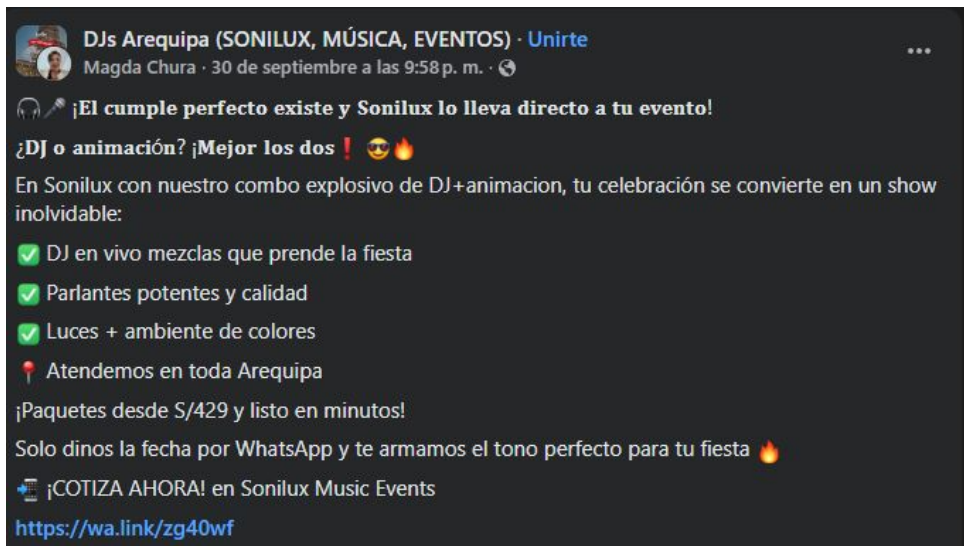 DJs Arequipa (SONILUX, MÚSICA, EVENTOS) · Unirte
Magda Chura · 30 de septiembre a las 9:58 p. m. ·
¡El cumple perfecto existe y Sonilux lo lleva directo a tu evento!
¿DJ o animación? ¡Mejor los dos❗ 😎🔥
En Sonilux con nuestro combo explosivo de DJ+animacion, tu celebración se convierte en un show
inolvidable:
✅ DJ en vivo mezclas que prende la fiesta
✅ Parlantes potentes y calidad
✅ Luces + ambiente de colores
📍 Atendemos en toda Arequipa
¡Paquetes desde S/429 y listo en minutos!
Solo dinos la fecha por WhatsApp y te armamos el tono perfecto para tu fiesta 🔥
📲 ¡COTIZA AHORA! en Sonilux Music Events
https://wa.link/zg40wf